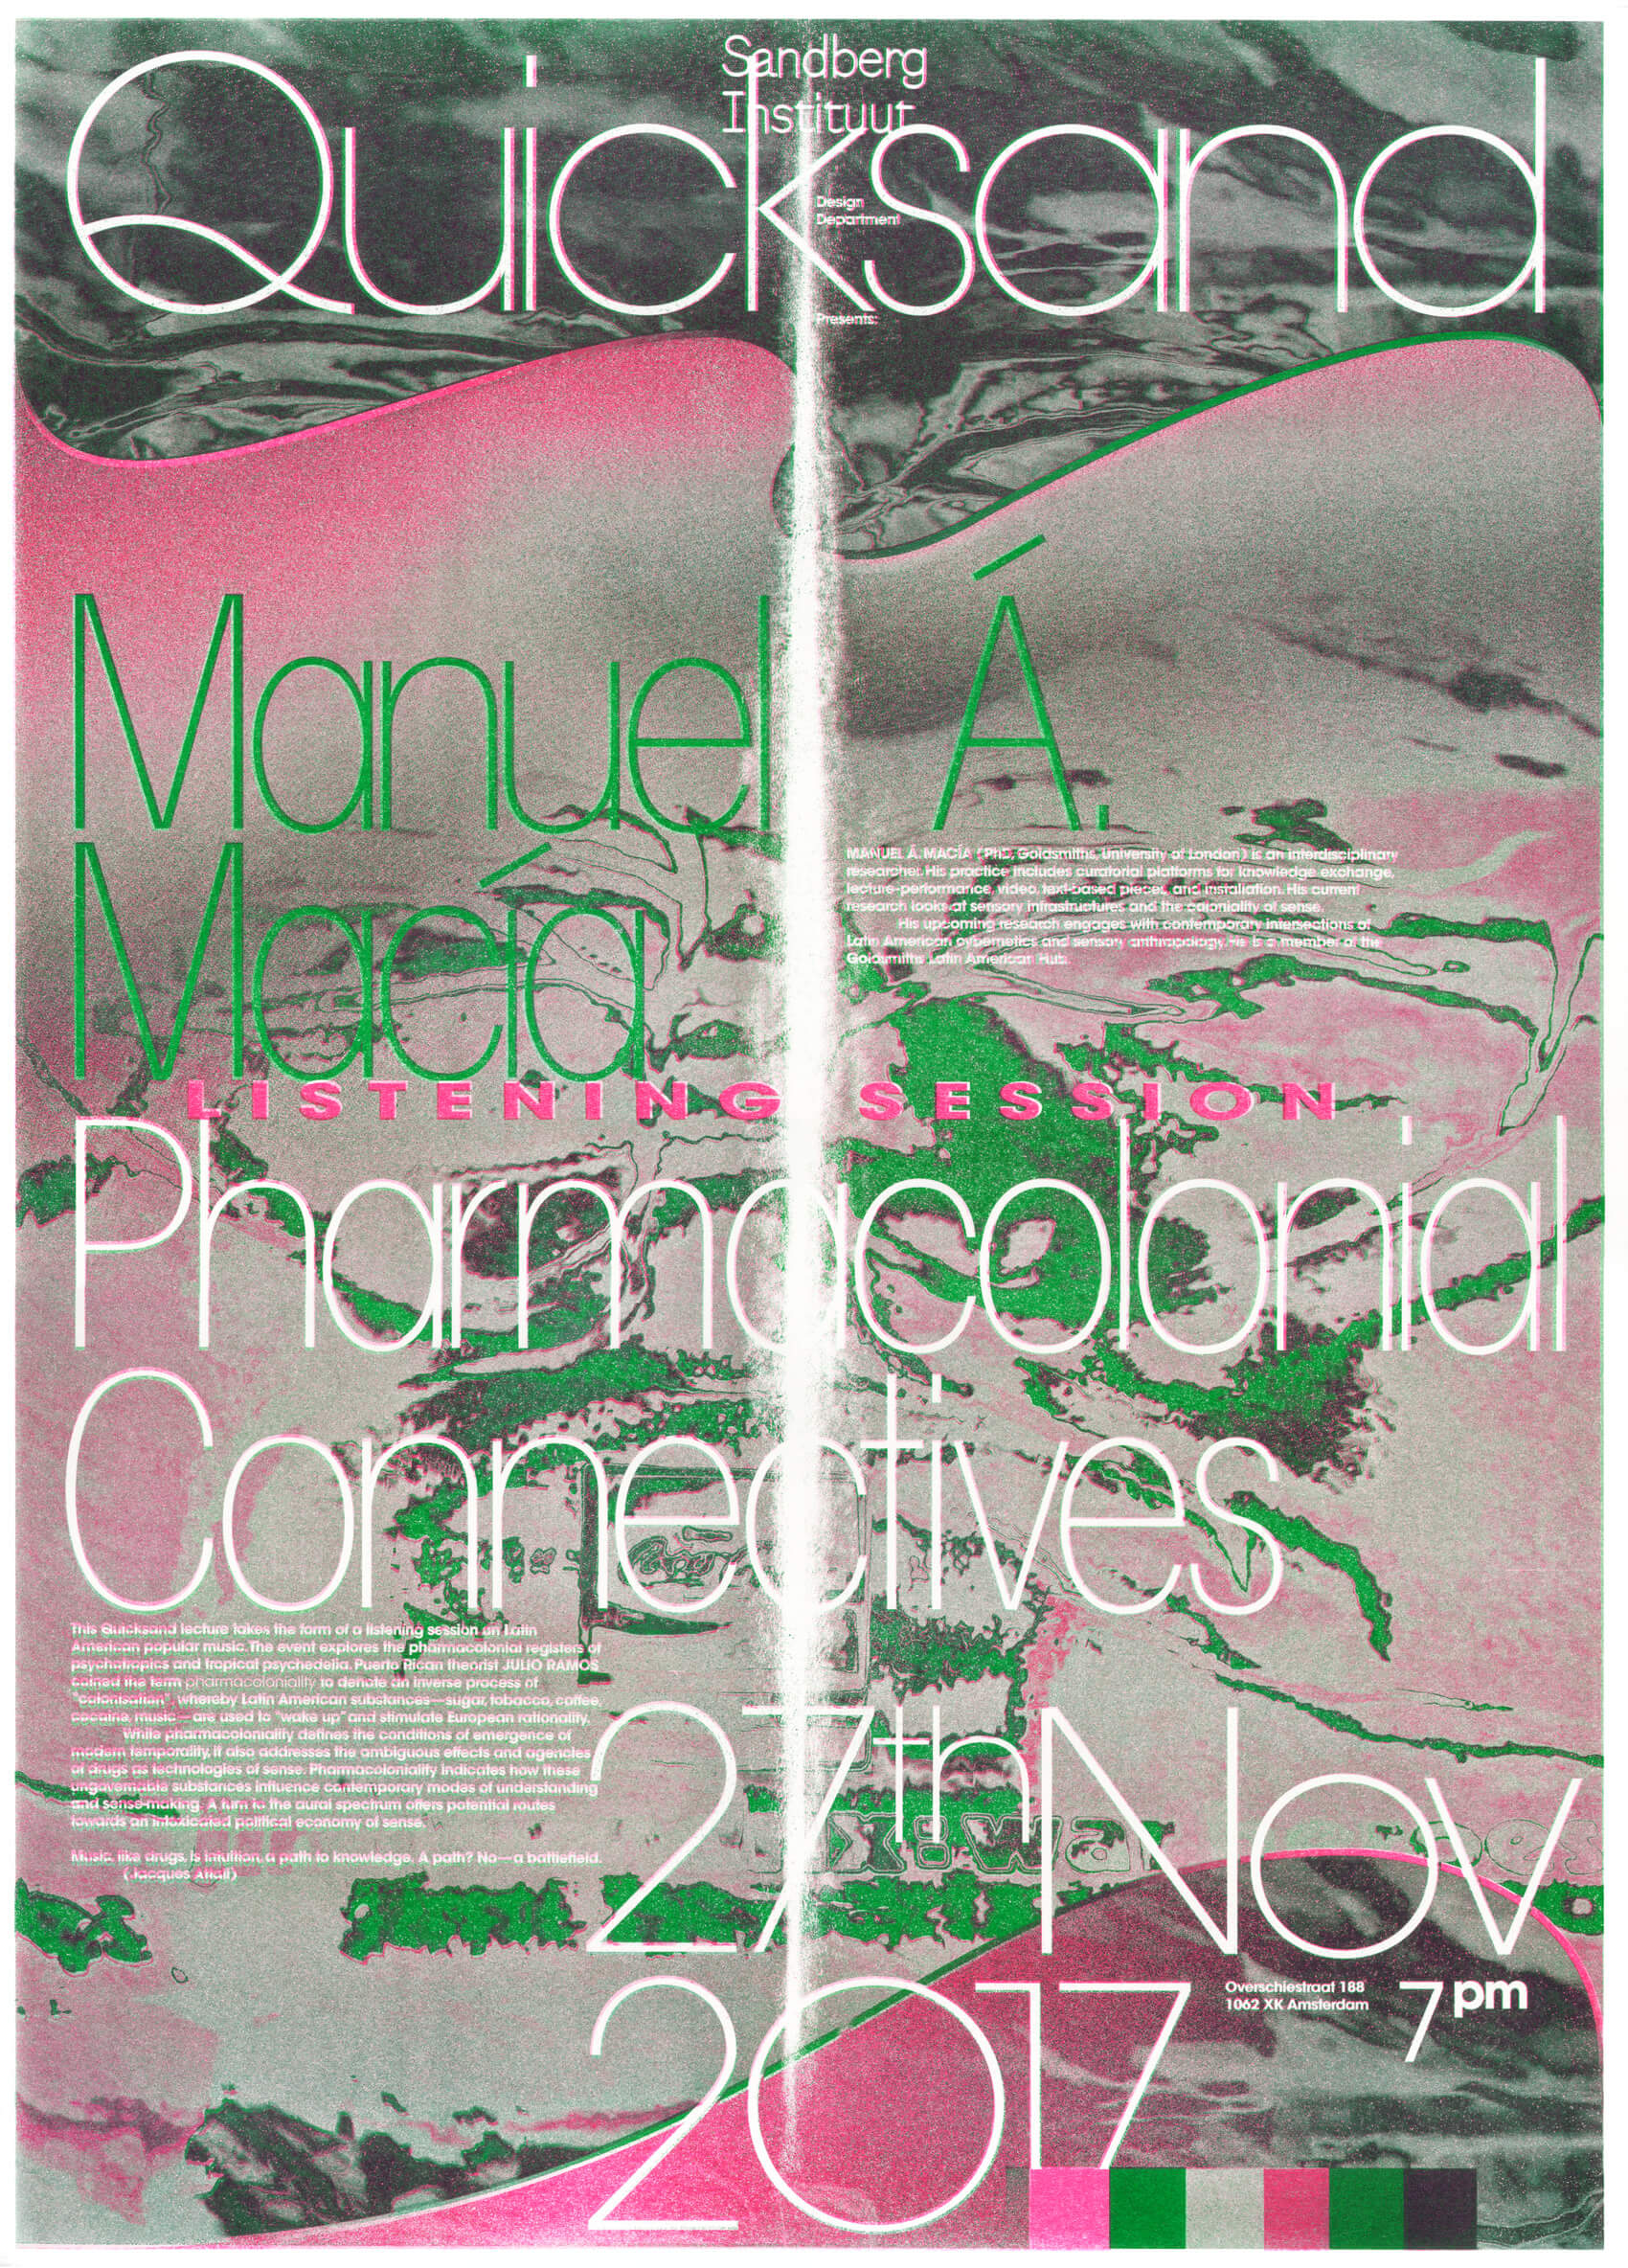 Sandberg
Instituut
Quicksand
Design
Department
Presents:
Manuel Á.
Macía
MANUEL Á. MACÍA (PhD, Goldsmiths, University of London) is an interdisciplinary
researcher. His practice includes curatorial platforms for knowledge exchange,
lecture-performance, video, text-based pieces, and installation. His current
research looks at sensory infrastructures and the coloniality of sense.
His upcoming research engages with contemporary intersections of
Latin American cybernetics and sensory anthropology. He is a member of the
Goldsmiths Latin American Hub.
LISTENING SESSION
Pharmacolonial
Connectives
This Quicksand lecture takes the form of a listening session on Latin
American popular music. The event explores the pharmacolonial registers of
psychotropics and tropical psychedelia. Puerto Rican theorist JULIO RAMOS
coined the term pharmacoloniality to denote an inverse process of
"colonisation", whereby Latin American substances—sugar, tobacco, coffee,
cocaine, music—are used to "wake up" and stimulate European rationality.
While pharmacoloniality defines the conditions of emergence of
modern temporality, it also addresses the ambiguous effects and agencies
of drugs as technologies of sense. Pharmacoloniality indicates how these
ungovernable substances influence contemporary modes of understanding
and sense-making. A turn to the aural spectrum offers potential routes
towards an intoxicated political economy of sense.
Music, like drugs, is intuition, a path to knowledge. A path? No—a battlefield.
(Jacques Attali)
27th Nov
2017
Overschiestraat 188
1062 XK Amsterdam
7pm